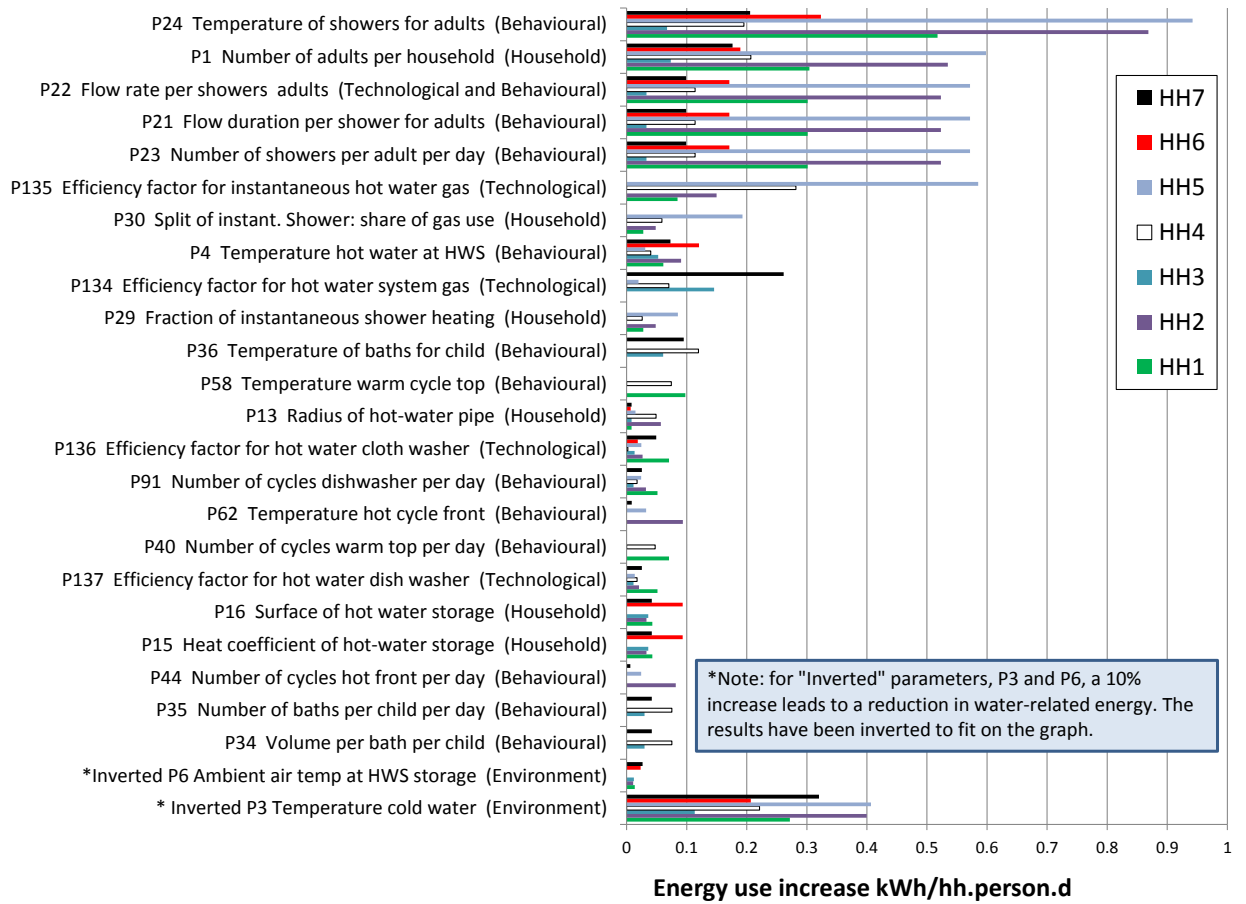 P24 Temperature of showers for adults (Behavioural)
P1 Number of adults per household (Household)
P22 Flow rate per showers adults (Technological and Behavioural)
P21 Flow duration per shower for adults (Behavioural)
P23 Number of showers per adult per day (Behavioural)
P135 Efficiency factor for instantaneous hot water gas (Technological)
P30 Split of instant. Shower: share of gas use (Household)
P4 Temperature hot water at HWS (Behavioural)
P134 Efficiency factor for hot water system gas (Technological)
P29 Fraction of instantaneous shower heating (Household)
P36 Temperature of baths for child (Behavioural)
P58 Temperature warm cycle top (Behavioural)
P13 Radius of hot-water pipe (Household)
P136 Efficiency factor for hot water cloth washer (Technological)
P91 Number of cycles dishwasher per day (Behavioural)
P62 Temperature hot cycle front (Behavioural)
P40 Number of cycles warm top per day (Behavioural)
P137 Efficiency factor for hot water dish washer (Technological)
P16 Surface of hot water storage (Household)
P15 Heat coefficient of hot-water storage (Household)
P44 Number of cycles hot front per day (Behavioural)
P35 Number of baths per child per day (Behavioural)
P34 Volume per bath per child (Behavioural)
*Inverted P6 Ambient air temp at HWS storage (Environment)
* Inverted P3 Temperature cold water (Environment)
HH7
HH6
HH5
HH4
HH3
HH2
HH1
*Note: for "Inverted" parameters, P3 and P6, a 10%
increase leads to a reduction in water-related energy. The
results have been inverted to fit on the graph.
0 0.1 0.2 0.3 0.4 0.5 0.6 0.7 0.8 0.9 1
Energy use increase kWh/hh.person.d